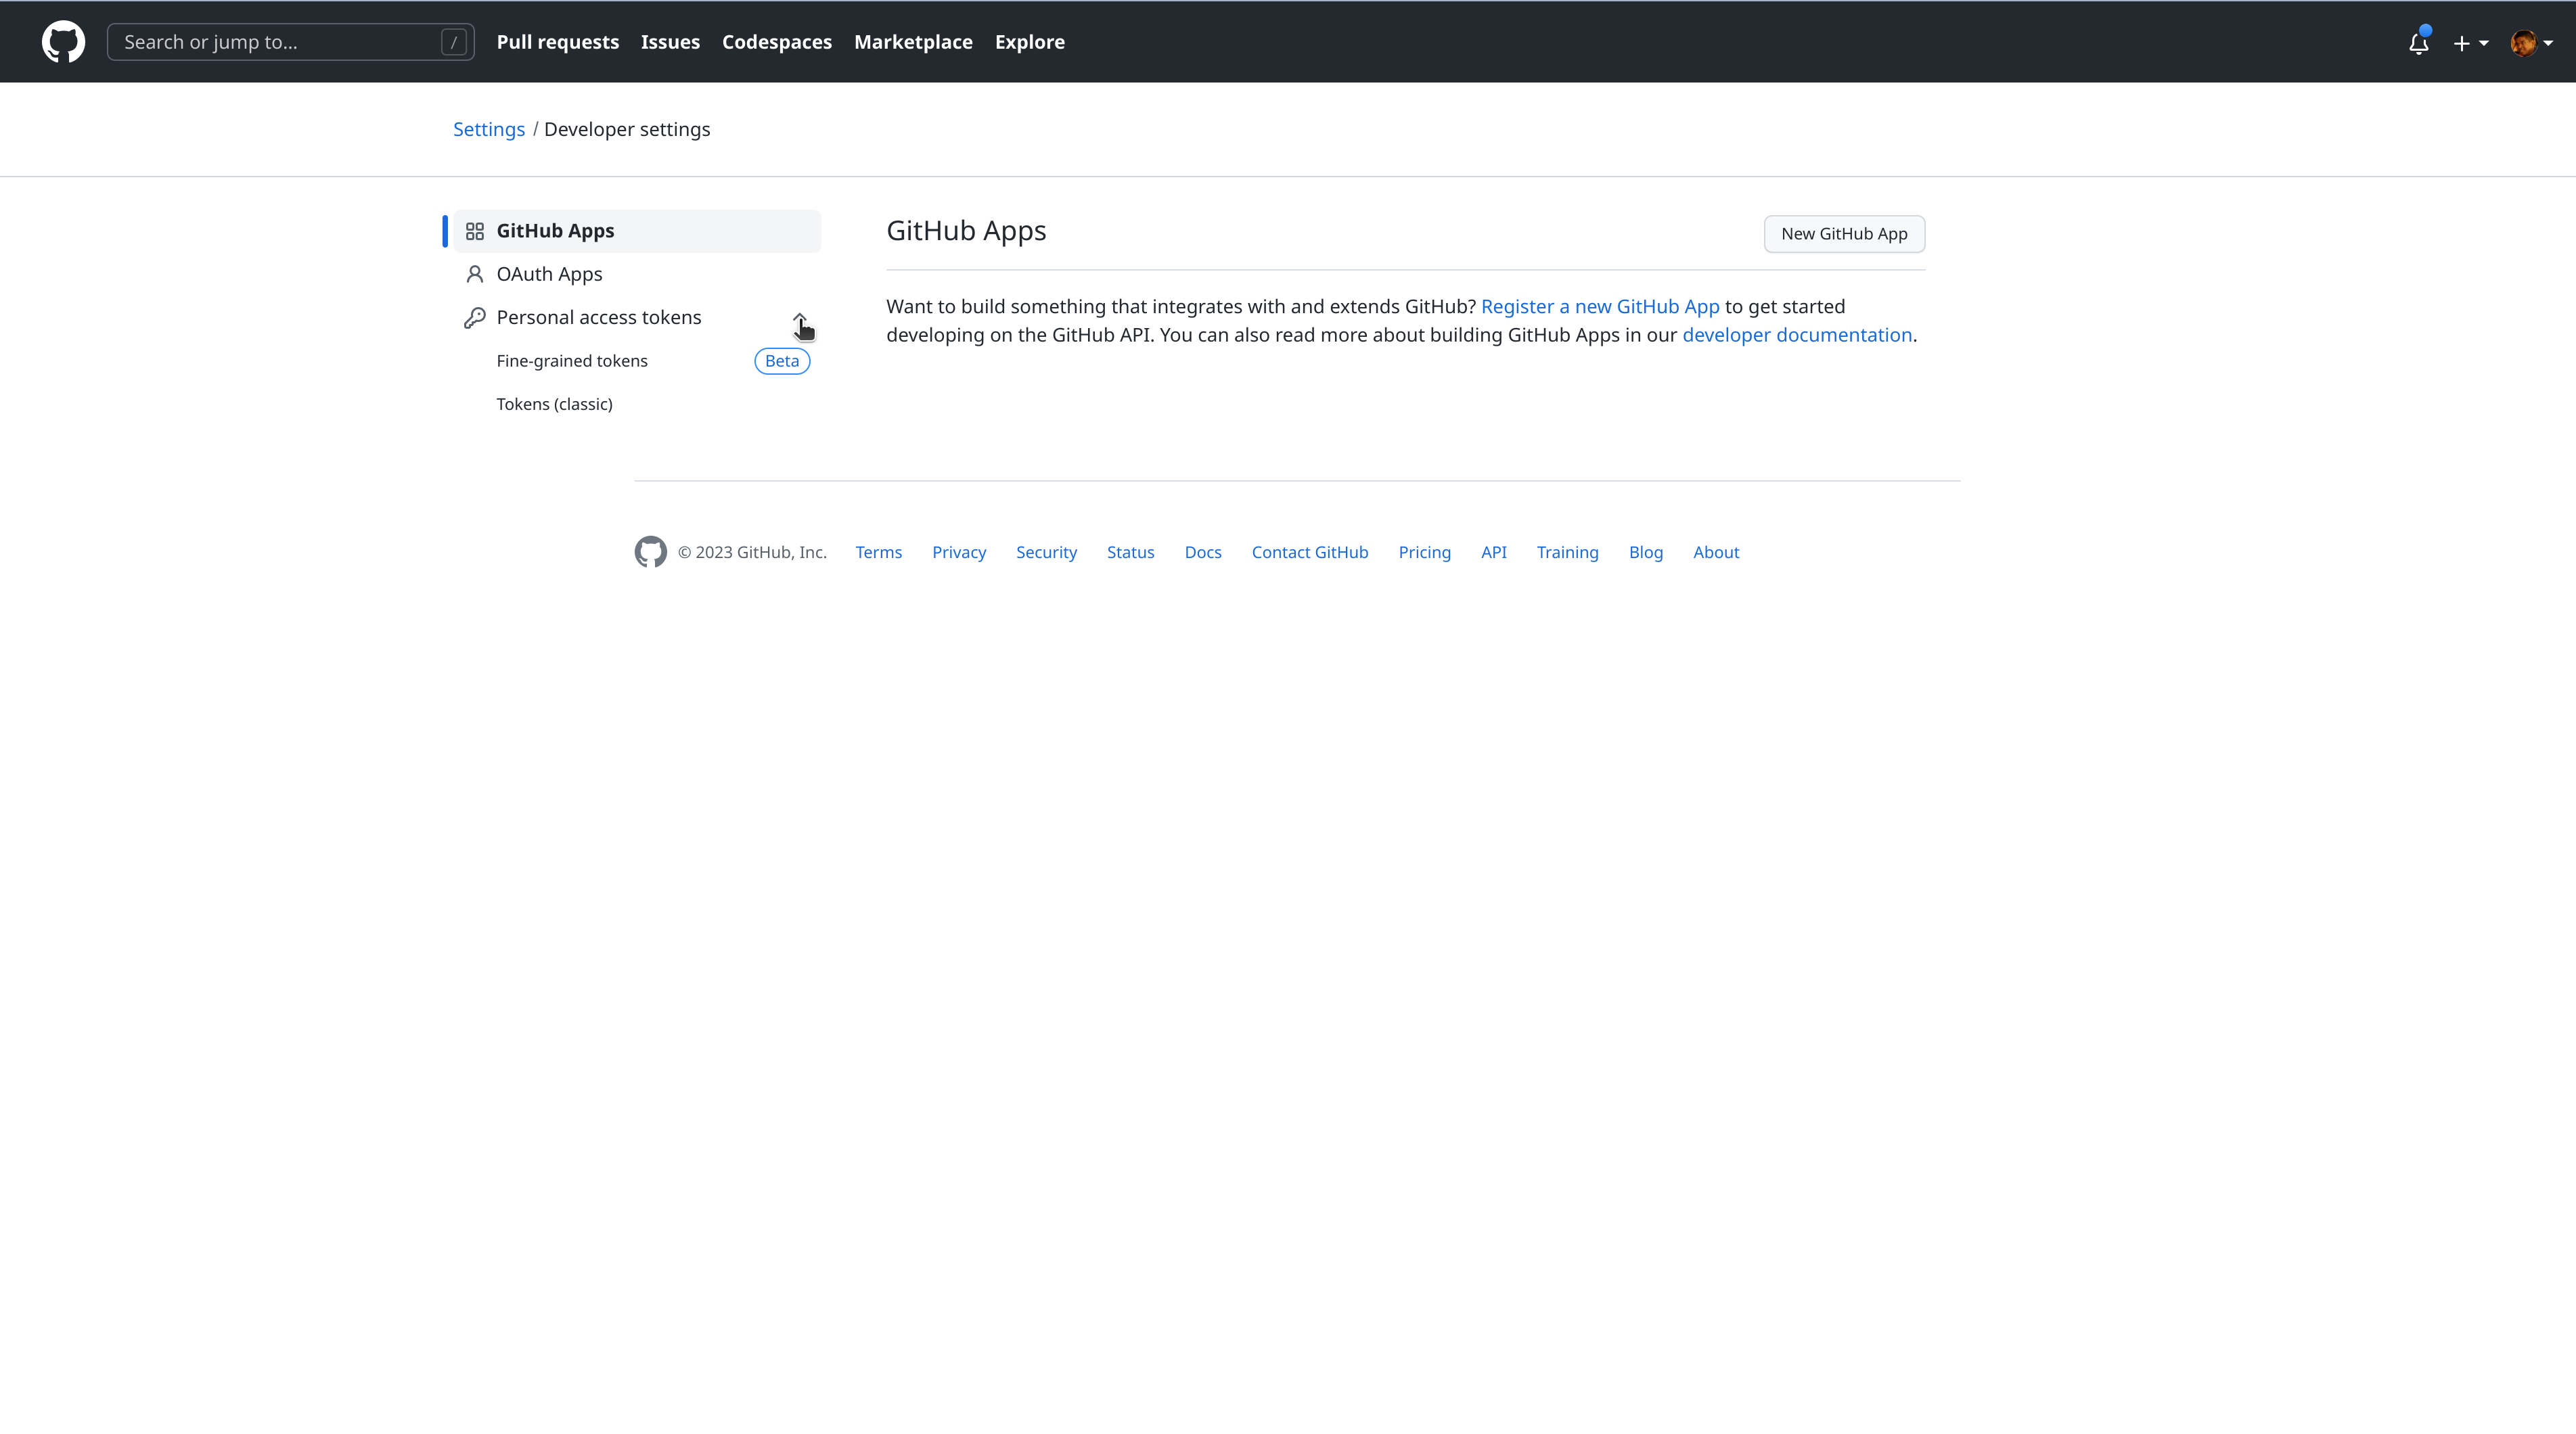 Search or jump to... /
Pull requests Issues Codespaces Marketplace Explore
Settings / Developer settings
GitHub Apps
OAuth Apps
Personal access tokens
Fine-grained tokens Beta
Tokens (classic)
GitHub Apps
New GitHub App
Want to build something that integrates with and extends GitHub? Register a new GitHub App to get started
developing on the GitHub API. You can also read more about building GitHub Apps in our developer documentation.
© 2023 GitHub, Inc. Terms Privacy Security Status Docs Contact GitHub Pricing API Training Blog About